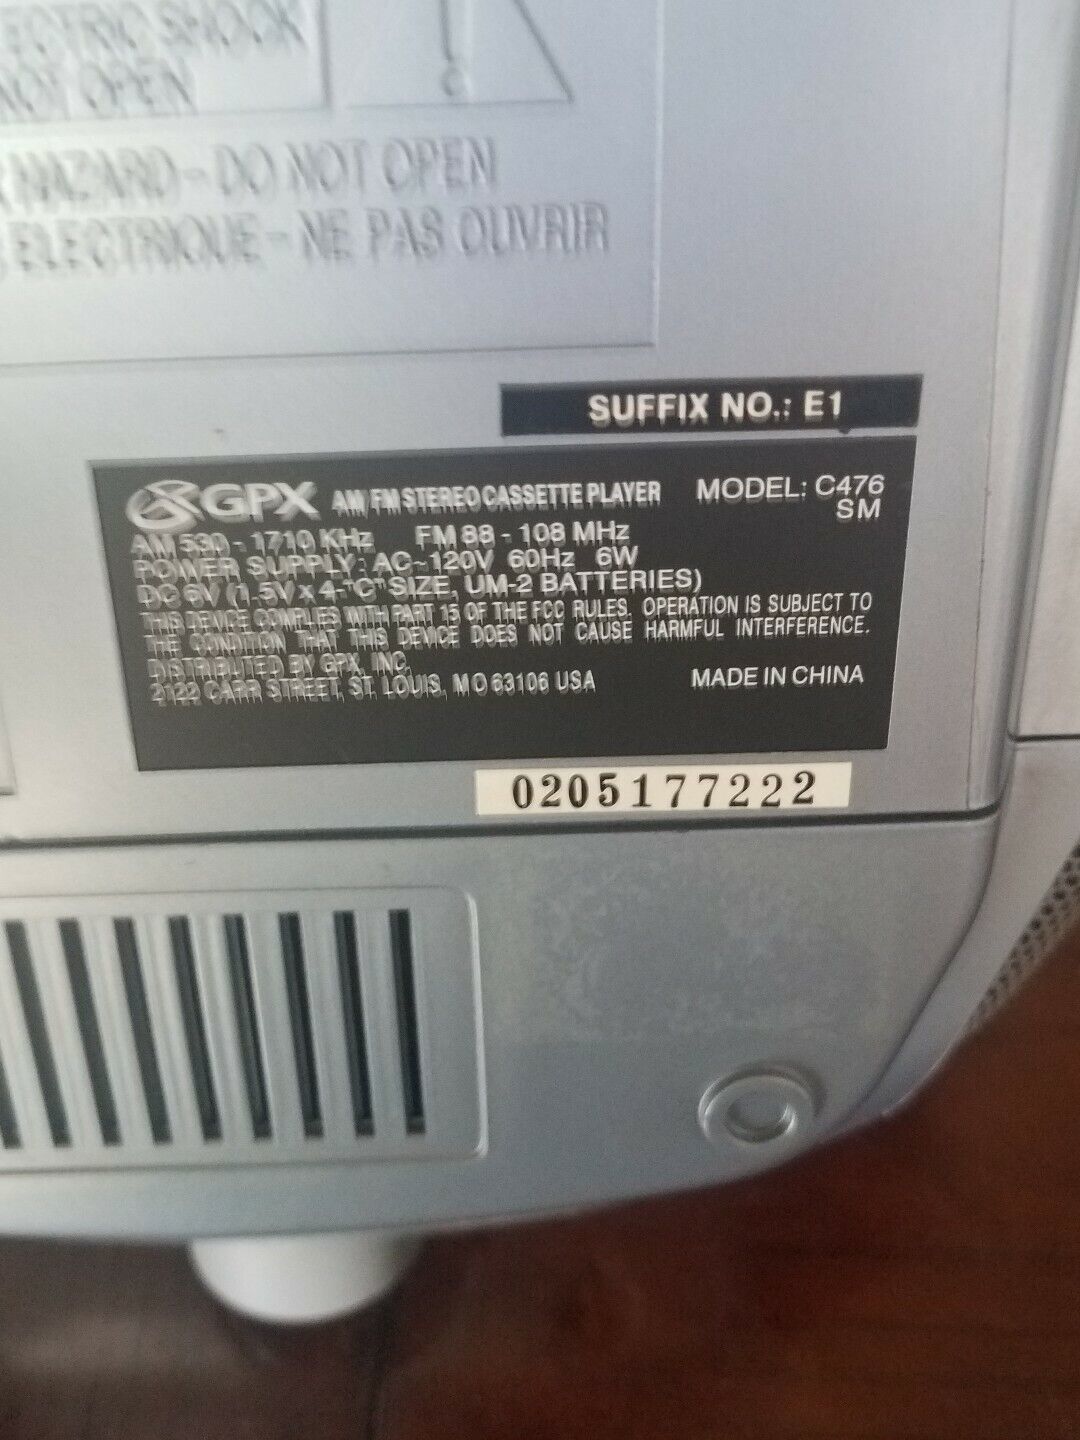 ECTRIC SHOCK
NOT OPEN
HAZARD - DO NOT OPEN
ELECTRIQUE - NE PAS OUVRIR
SUFFIX NO.: E1
GPX AM/FM STEREO CASSETTE PLAYER MODEL: C476
SM
AM 530 - 1710 KHz FM 88 - 108 MHz
POWER SUPPLY: AC~120V 60Hz 6W
DC 6V (1.5V x 4-"C" SIZE, UM-2 BATTERIES)
THIS DEVICE COMPLIES WITH PART 15 OF THE FCC RULES. OPERATION IS SUBJECT TO
THE CONDITION THAT THIS DEVICE DOES NOT CAUSE HARMFUL INTERFERENCE.
DISTRIBUTED BY GPX, INC.
2122 CARR STREET, ST. LOUIS, MO 63106 USA MADE IN CHINA
0205177222